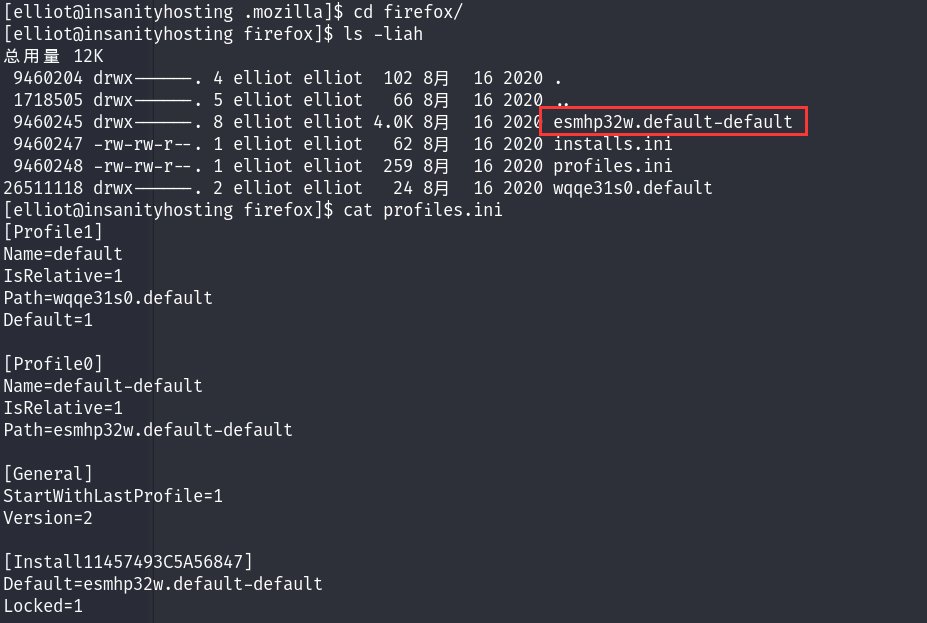 [elliot@insanityhosting .mozilla]$ cd firefox/
[elliot@insanityhosting firefox]$ ls -liah
总用量 12K
 9460204 drwx------. 4 elliot elliot  102 8月  16 2020 .
 1718505 drwx------. 5 elliot elliot   66 8月  16 2020 ..
 9460245 drwx------. 8 elliot elliot 4.0K 8月  16 2020 esmhp32w.default-default
 9460247 -rw-rw-r--. 1 elliot elliot   62 8月  16 2020 installs.ini
 9460248 -rw-rw-r--. 1 elliot elliot  259 8月  16 2020 profiles.ini
26511118 drwx------. 2 elliot elliot   24 8月  16 2020 wqqe31s0.default
[elliot@insanityhosting firefox]$ cat profiles.ini
[Profile1]
Name=default
IsRelative=1
Path=wqqe31s0.default
Default=1

[Profile0]
Name=default-default
IsRelative=1
Path=esmhp32w.default-default

[General]
StartWithLastProfile=1
Version=2

[Install11457493C5A56847]
Default=esmhp32w.default-default
Locked=1